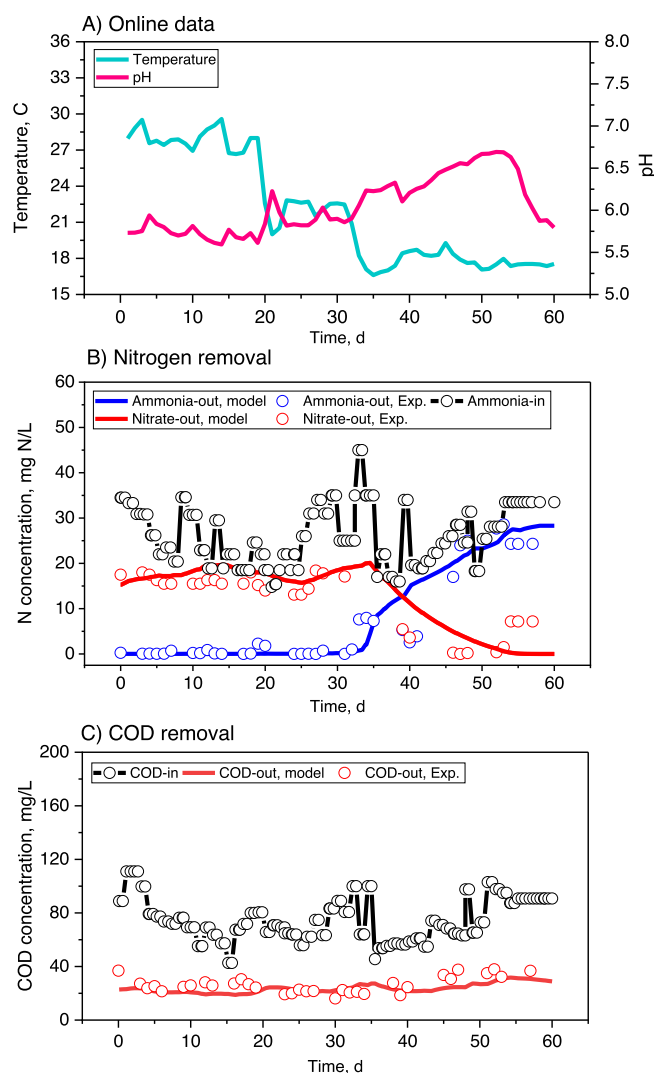 A) Online data
36
33
30
27
24
21
18
15
Temperature, C
Temperature
pH
8.0
7.5
7.0
6.5
6.0
5.5
5.0
pH
0 10 20 30 40 50 60
Time, d
B) Nitrogen removal
60
50
40
30
20
10
0
N concentration, mg N/L
Ammonia-out, model Ammonia-out, Exp. Ammonia-in
Nitrate-out, model Nitrate-out, Exp.
0 10 20 30 40 50 60
Time, d
C) COD removal
200
160
120
80
40
0
COD concentration, mg/L
COD-in COD-out, model COD-out, Exp.
0 10 20 30 40 50 60
Time, d